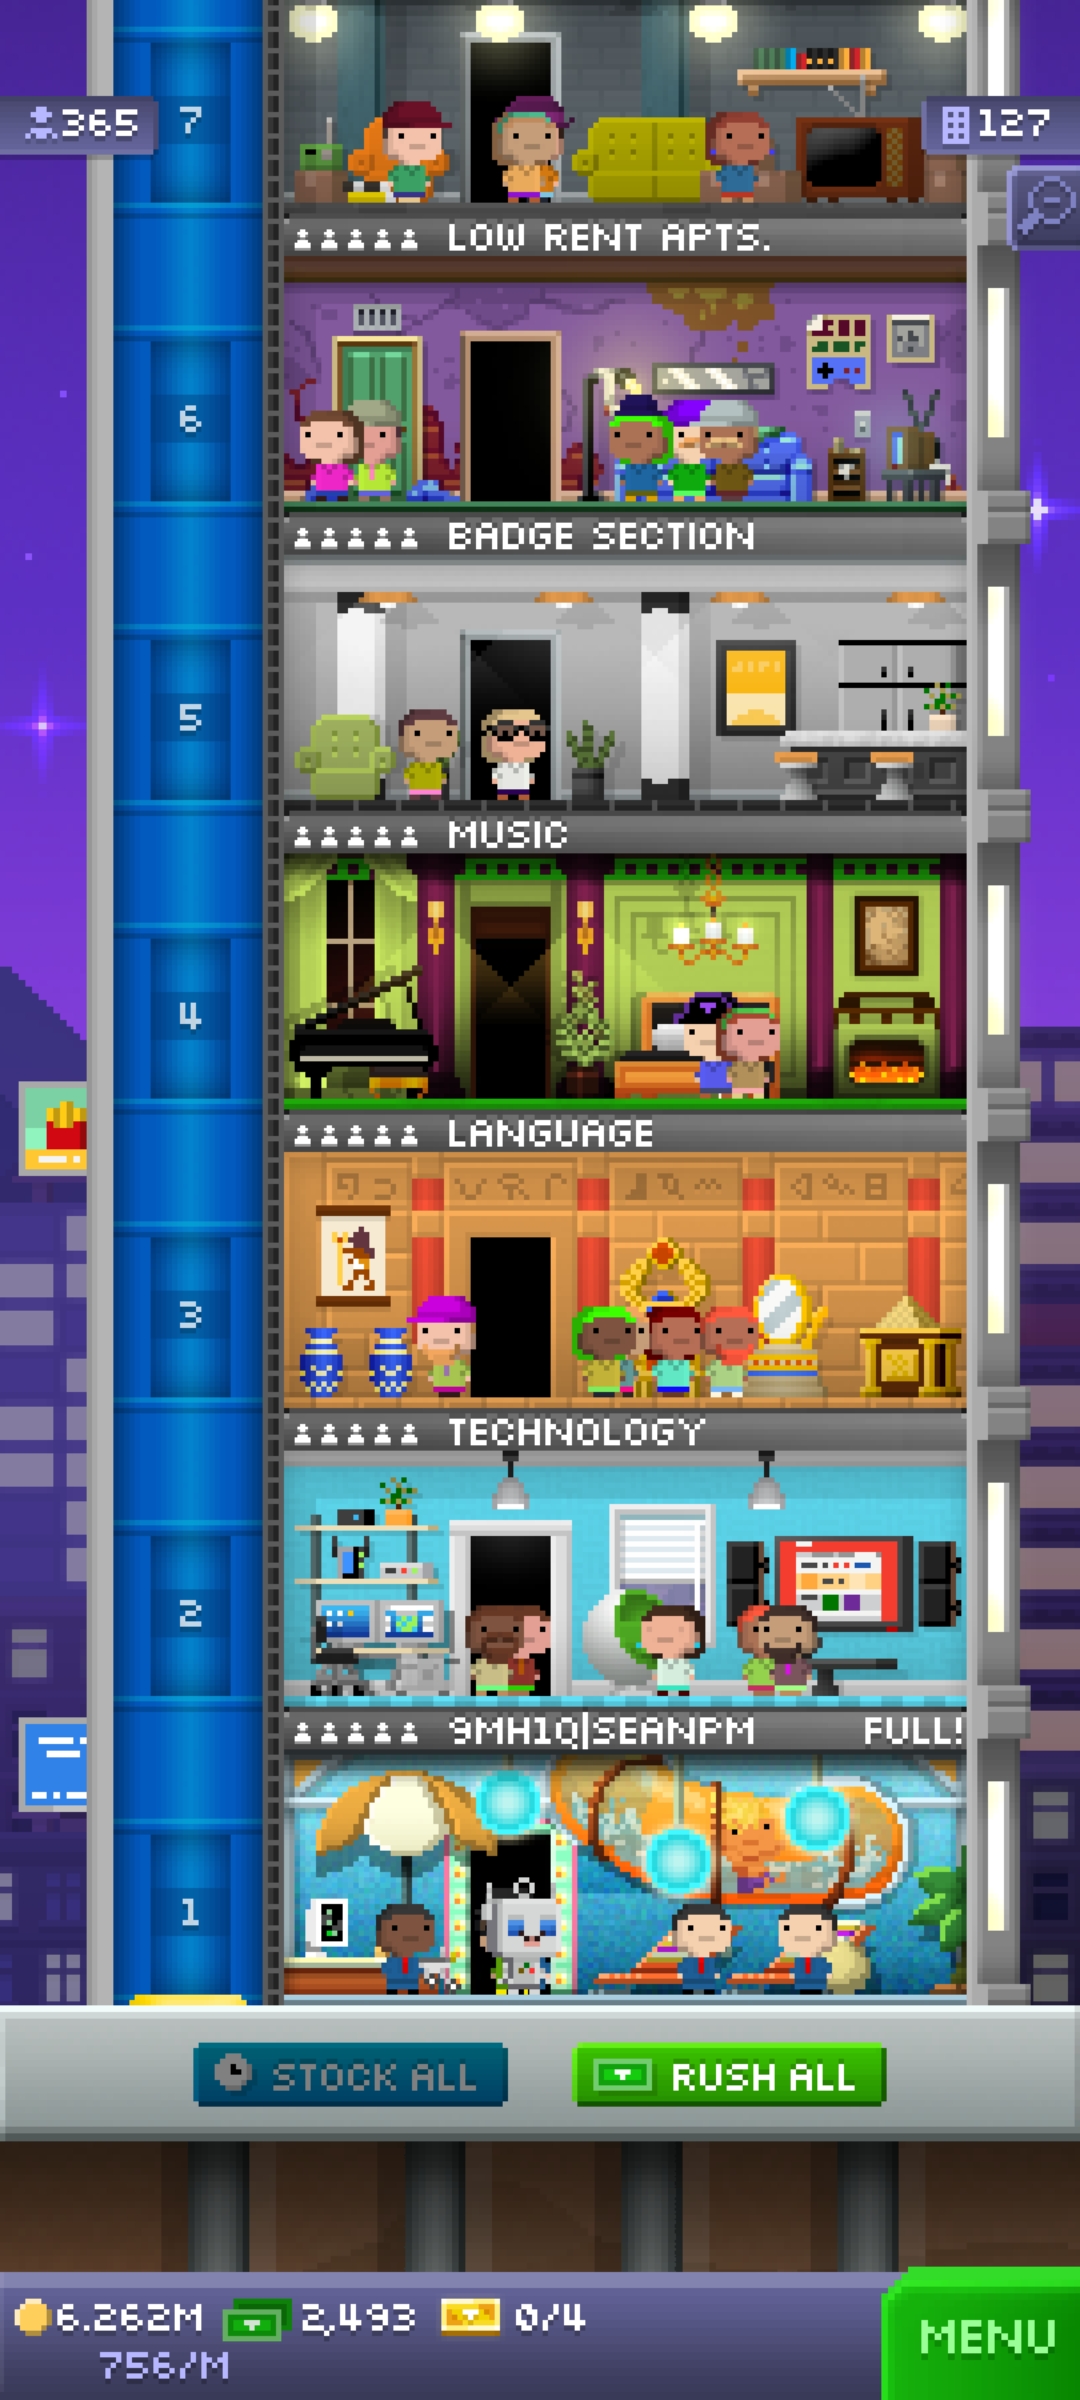 365
7
127
LOW RENT APTS.
6
BADGE SECTION
5
MUSIC
4
LANGUAGE
3
TECHNOLOGY
2
9MH1Q|SEANPM FULL!
1
STOCK ALL
RUSH ALL
6.262M 2,493 0/4
756/M
MENU